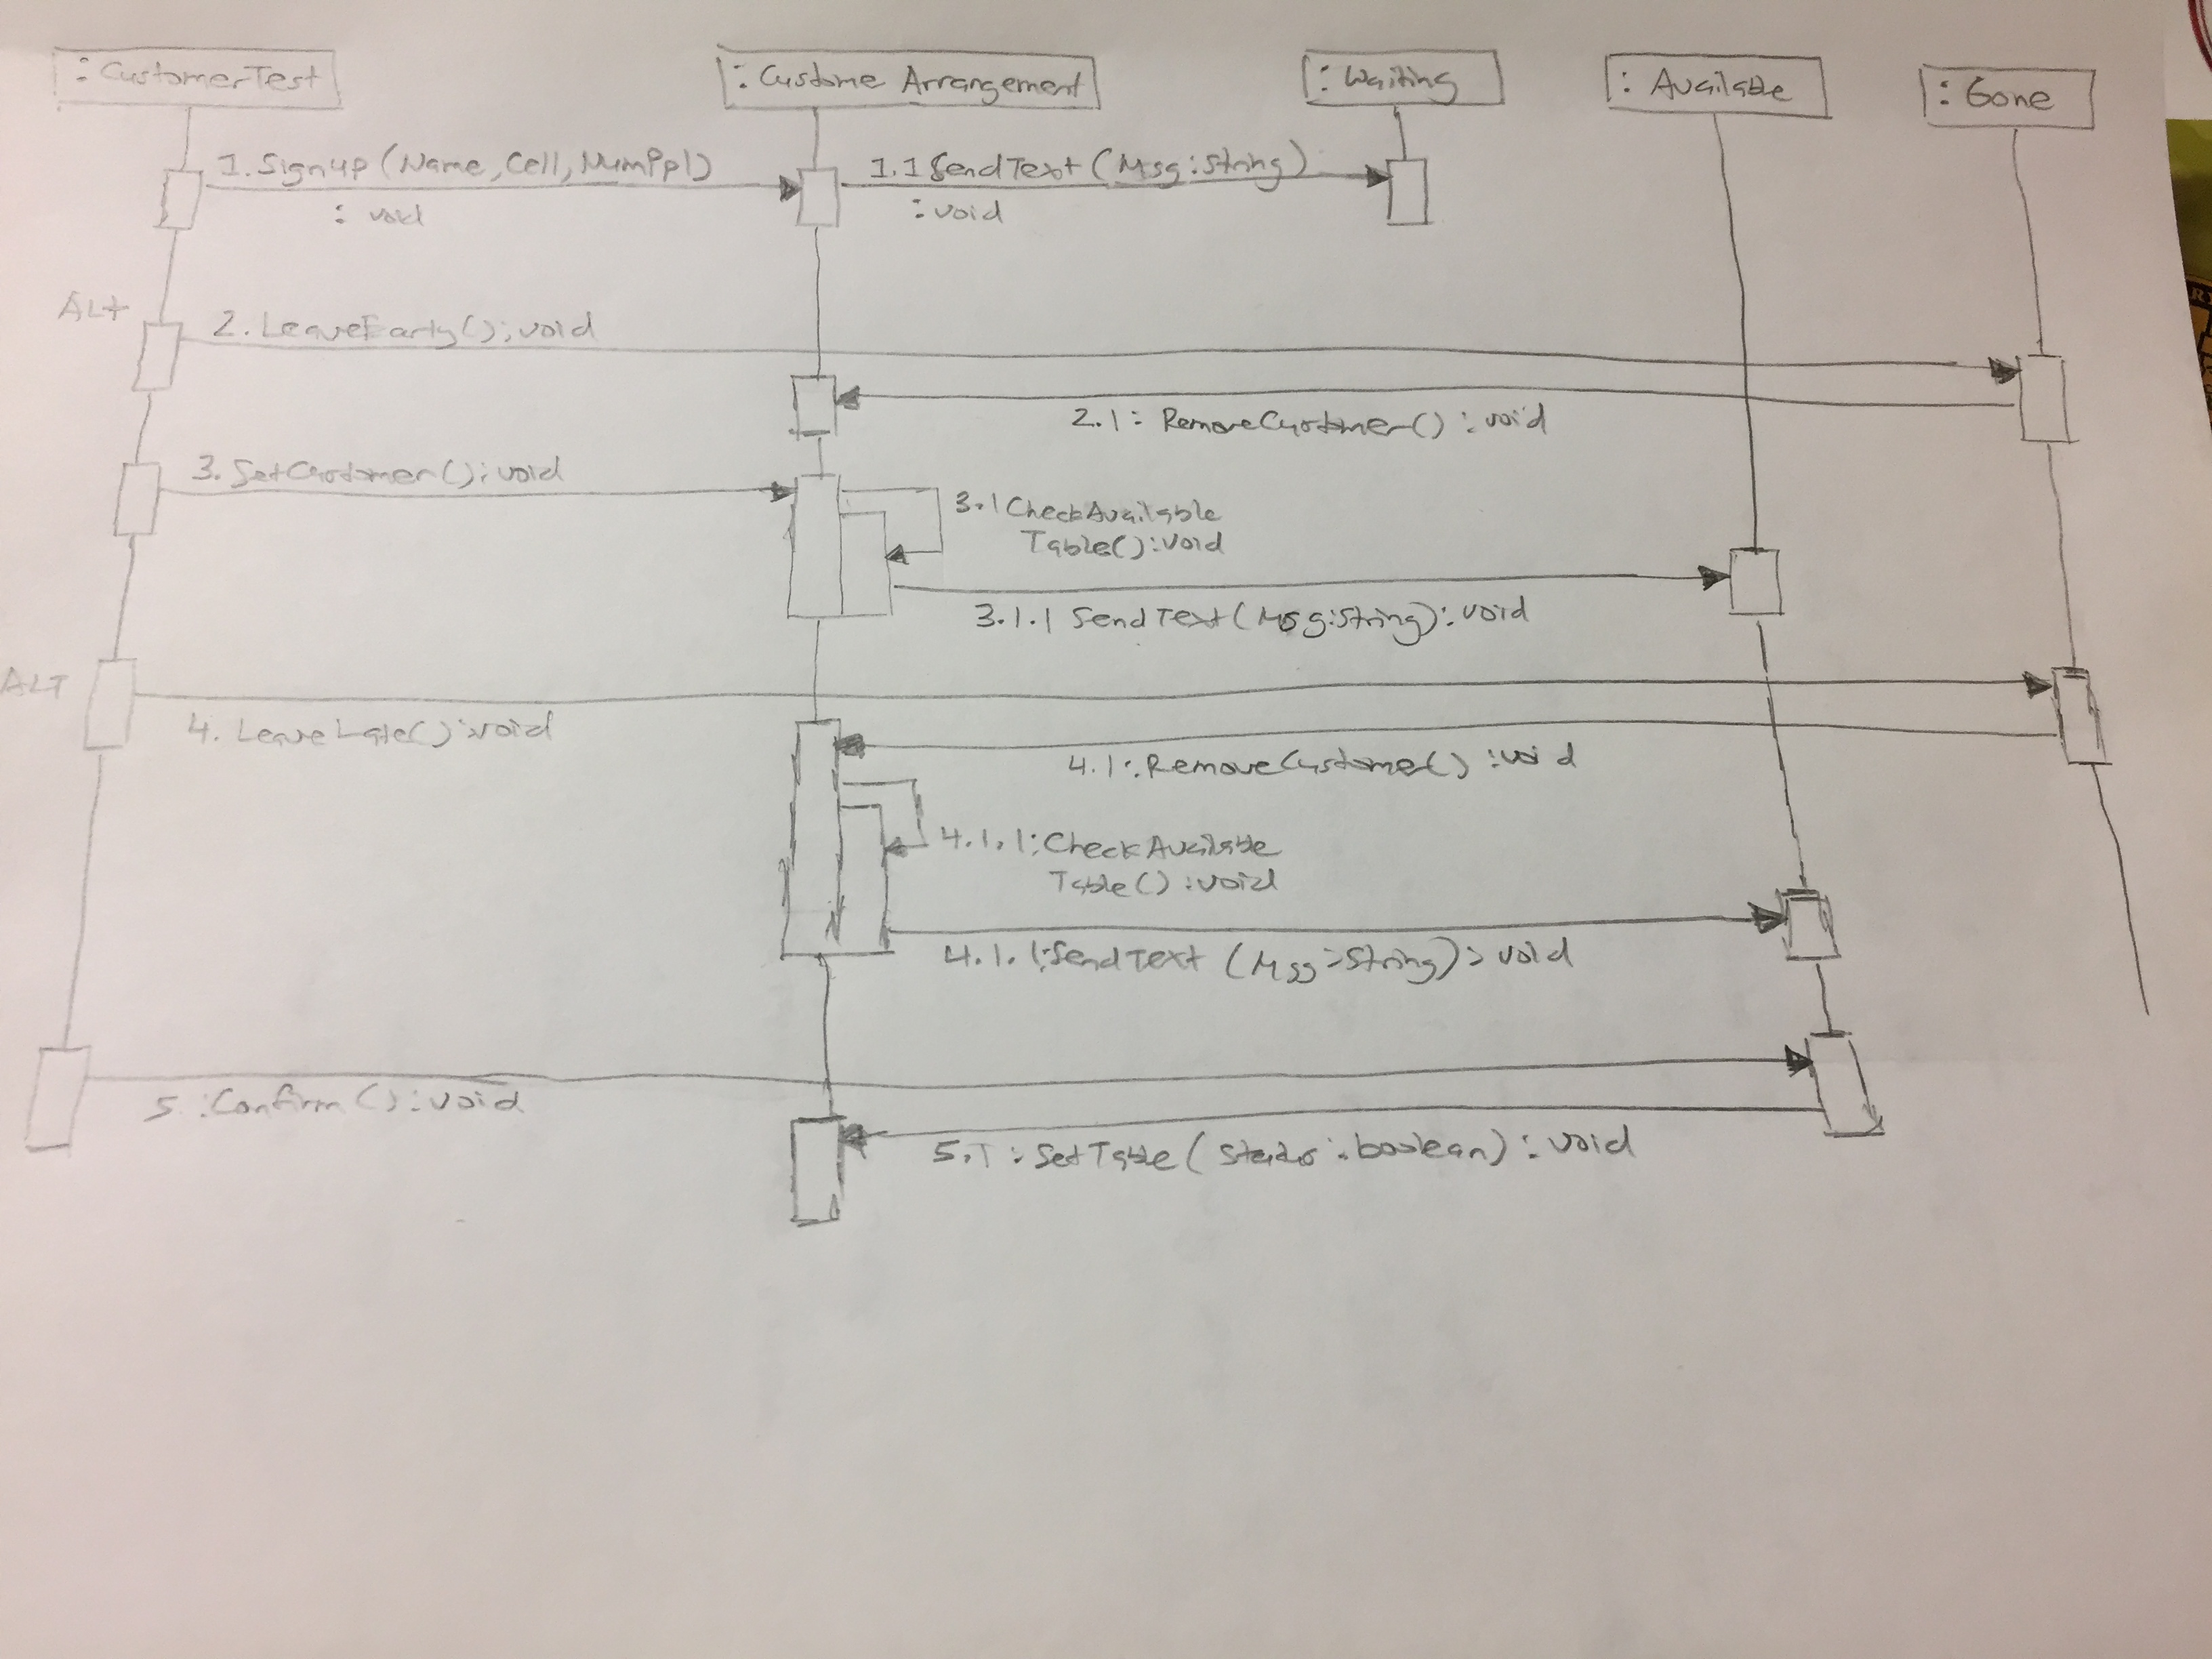 : CustomerTest
: Custome Arrangement
: Waiting
: Available
: Gone
1. Signup (Name, Cell, NumPpl)
: void
1.1 SendText (Msg : String)
: void
ALT
2. LeaveEarly() : void
2.1 : RemoveCustomer() : void
3. SetCustomer() : void
3.1 CheckAvailable
Table() : void
3.1.1 SendText (Msg : String) : void
ALT
4. LeaveLate() : void
4.1 : RemoveCustomer() : void
4.1.1 : CheckAvailable
Table() : void
4.1.1 : SendText (Msg : String) : void
5. : Confirm() : void
5.1 : SetTable ( : boolean) : void